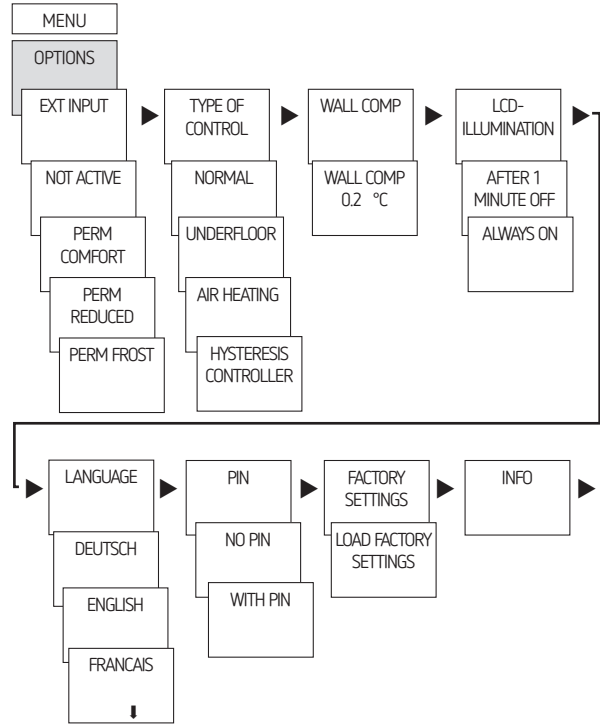 MENU
OPTIONS
EXT INPUT
NOT ACTIVE
PERM
COMFORT
PERM
REDUCED
PERM FROST
TYPE OF
CONTROL
NORMAL
UNDERFLOOR
AIR HEATING
HYSTERESIS
CONTROLLER
WALL COMP
WALL COMP
0.2 °C
LCD-
ILLUMINATION
AFTER 1
MINUTE OFF
ALWAYS ON
LANGUAGE
DEUTSCH
ENGLISH
FRANCAIS
PIN
NO PIN
WITH PIN
FACTORY
SETTINGS
LOAD FACTORY
SETTINGS
INFO